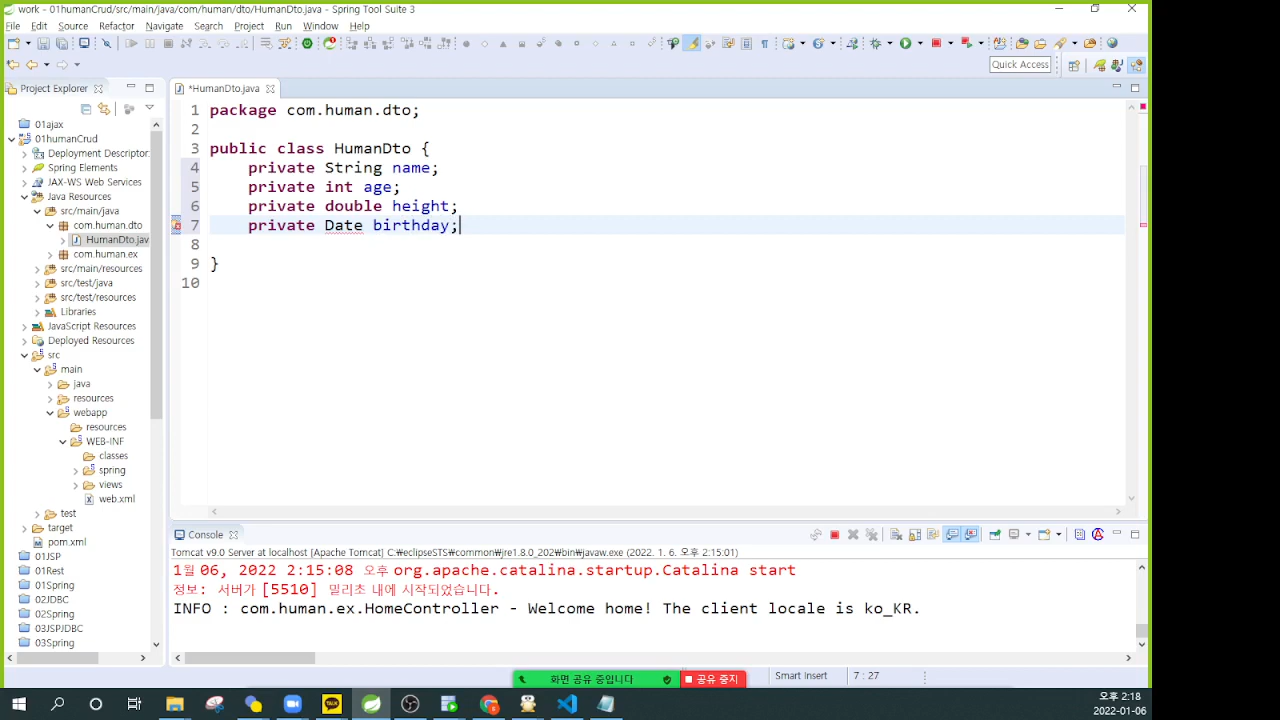 work - 01humanCrud/src/main/java/com/human/dto/HumanDto.java - Spring Tool Suite 3
File Edit Source Refactor Navigate Search Project Run Window Help
Quick Access
Project Explorer
*HumanDto.java
01ajax
01humanCrud
Deployment Descriptor:
Spring Elements
JAX-WS Web Services
Java Resources
src/main/java
com.human.dto
HumanDto.jav
com.human.ex
src/main/resources
src/test/java
src/test/resources
Libraries
JavaScript Resources
Deployed Resources
src
main
java
resources
webapp
resources
WEB-INF
classes
spring
views
web.xml
test
target
pom.xml
01JSP
01Rest
01Spring
02JDBC
02Spring
03JSPJDBC
03Spring
1 package com.human.dto;
2
3 public class HumanDto {
4 private String name;
5 private int age;
6 private double height;
7 private Date birthday;
8
9 }
10
Console
Tomcat v9.0 Server at localhost [Apache Tomcat] C:₩eclipseSTS₩common₩jre1.8.0_202₩bin₩javaw.exe (2022. 1. 6. 오후 2:15:01)
1월 06, 2022 2:15:08 오후 org.apache.catalina.startup.Catalina start
정보: 서버가 [5510] 밀리초 내에 시작되었습니다.
INFO : com.human.ex.HomeController - Welcome home! The client locale is ko_KR.
화면 공유 중입니다 공유 중지
Smart Insert 7 : 27
TALK
오후 2:18
2022-01-06